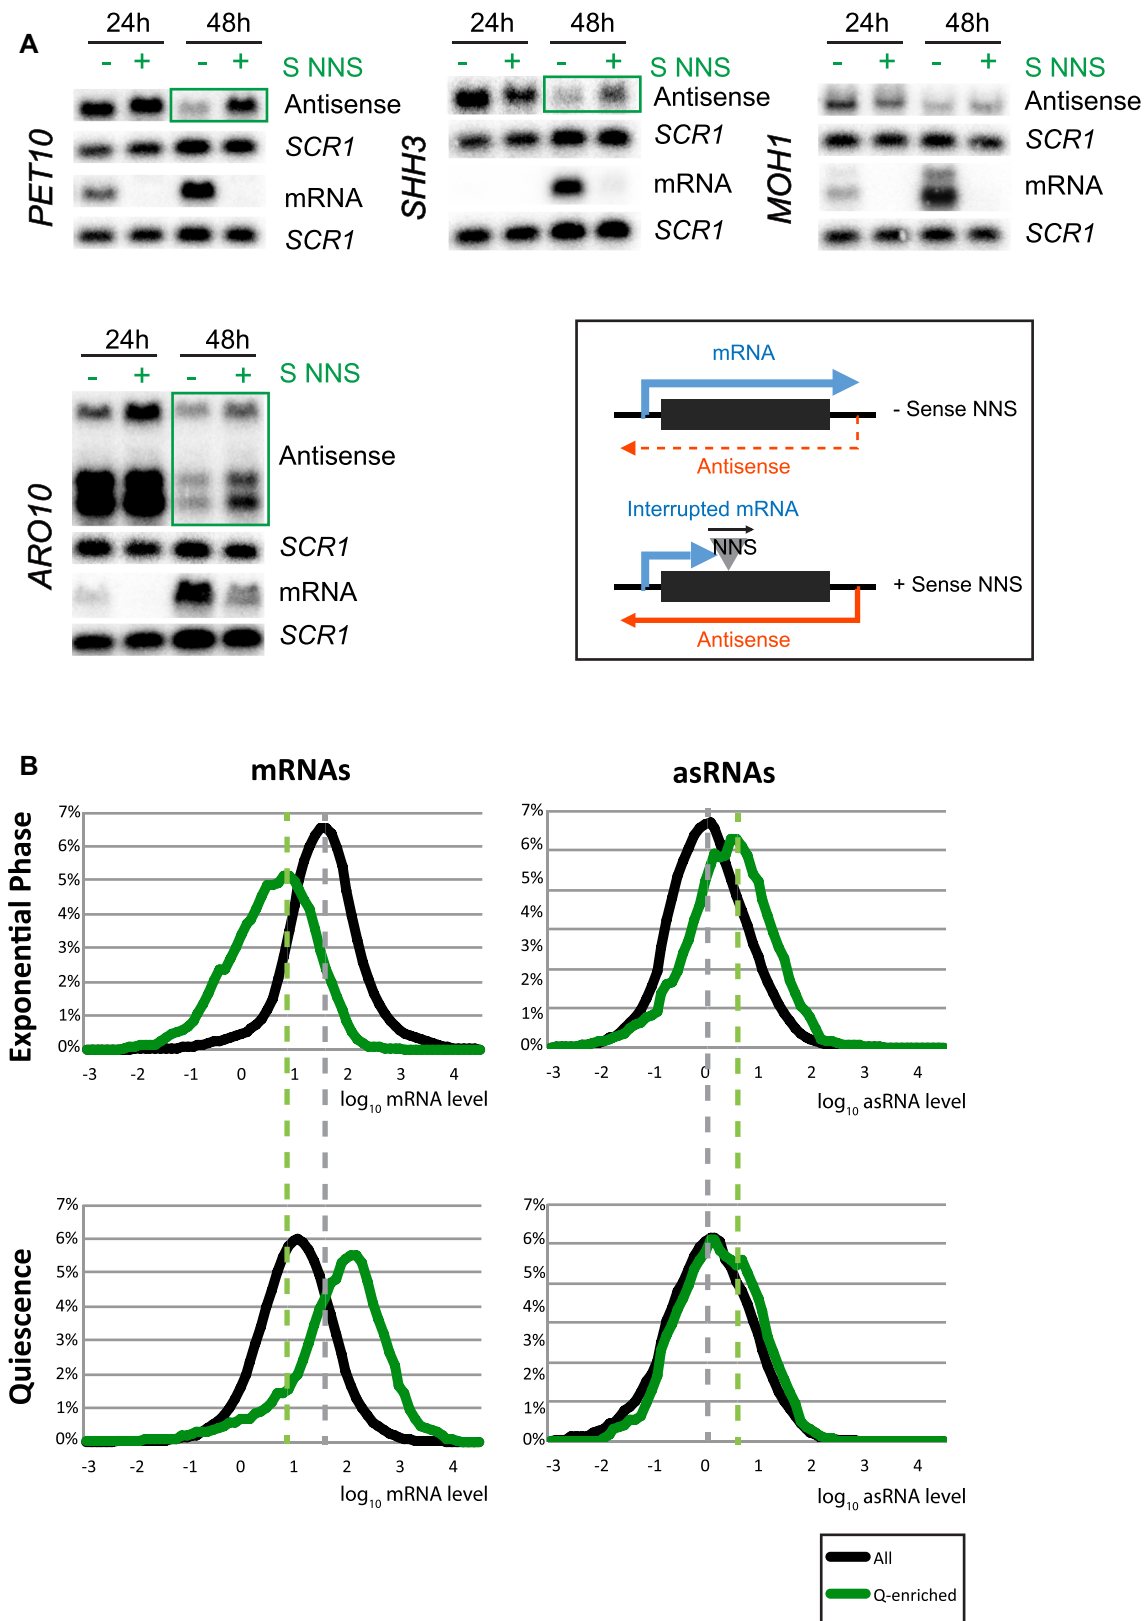 A
24h 48h
- + - + S NNS
PET10
Antisense
SCR1
mRNA
SCR1
24h 48h
- + - + S NNS
SHH3
Antisense
SCR1
mRNA
SCR1
24h 48h
- + - + S NNS
MOH1
Antisense
SCR1
mRNA
SCR1
24h 48h
- + - + S NNS
ARO10
Antisense
SCR1
mRNA
SCR1
mRNA
- Sense NNS
Antisense
Interrupted mRNA
NNS
+ Sense NNS
Antisense
B
mRNAs
asRNAs
Exponential Phase
7%
6%
5%
4%
3%
2%
1%
0%
-3 -2 -1 0 1 2 3 4
log10 mRNA level
7%
6%
5%
4%
3%
2%
1%
0%
-3 -2 -1 0 1 2 3 4
log10 asRNA level
Quiescence
7%
6%
5%
4%
3%
2%
1%
0%
-3 -2 -1 0 1 2 3 4
log10 mRNA level
7%
6%
5%
4%
3%
2%
1%
0%
-3 -2 -1 0 1 2 3 4
log10 asRNA level
All
Q-enriched